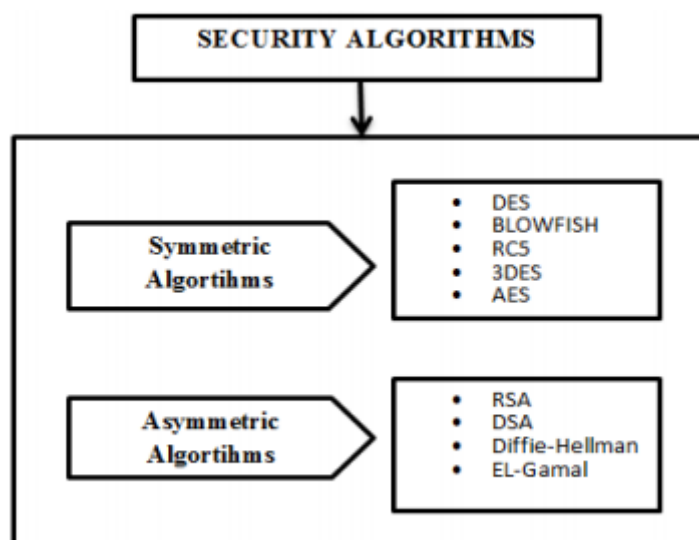 SECURITY ALGORITHMS
Symmetric
Algortihms
• DES
• BLOWFISH
• RC5
• 3DES
• AES
Asymmetric
Algortihms
• RSA
• DSA
• Diffie-Hellman
• EL-Gamal